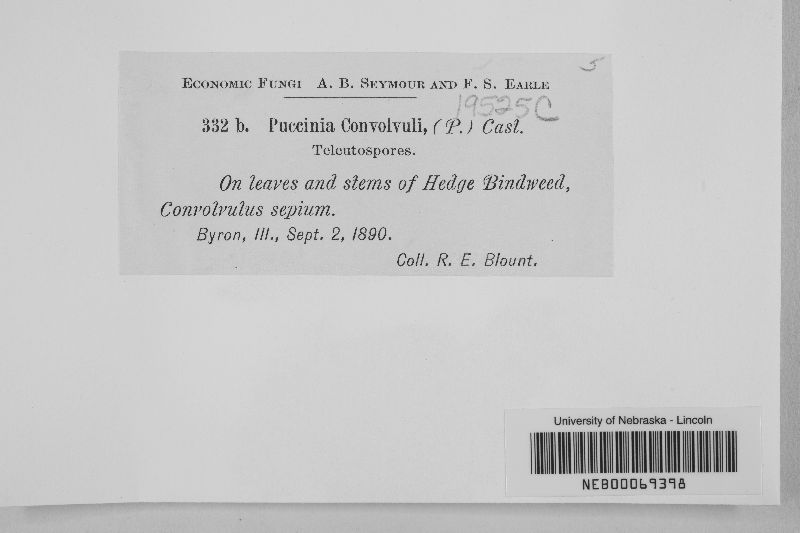 5
ECONOMIC FUNGI A. B. SEYMOUR AND F. S. EARLE
19525C
332 b. Puccinia Convolvuli, (P.) Cast.
Teleutospores.
On leaves and stems of Hedge Bindweed,
Convolvulus sepium.
Byron, Ill., Sept. 2, 1890.
Coll. R. E. Blount.
University of Nebraska - Lincoln
NEB00069398